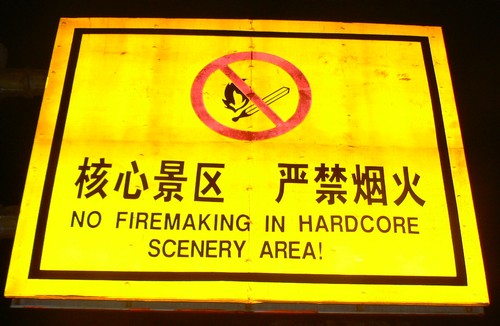 核心景区 严禁烟火
NO FIREMAKING IN HARDCORE
SCENERY AREA!